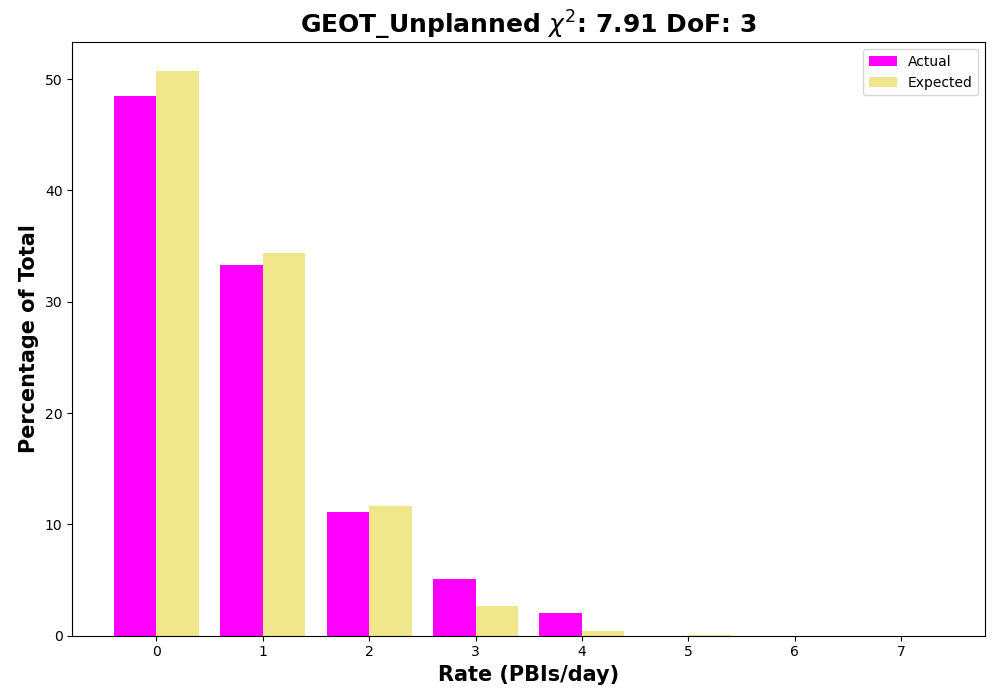 GEOT_Unplanned χ²: 7.91 DoF: 3
Actual
Expected
50
40
30
20
10
0
Percentage of Total
0 1 2 3 4 5 6 7
Rate (PBIs/day)